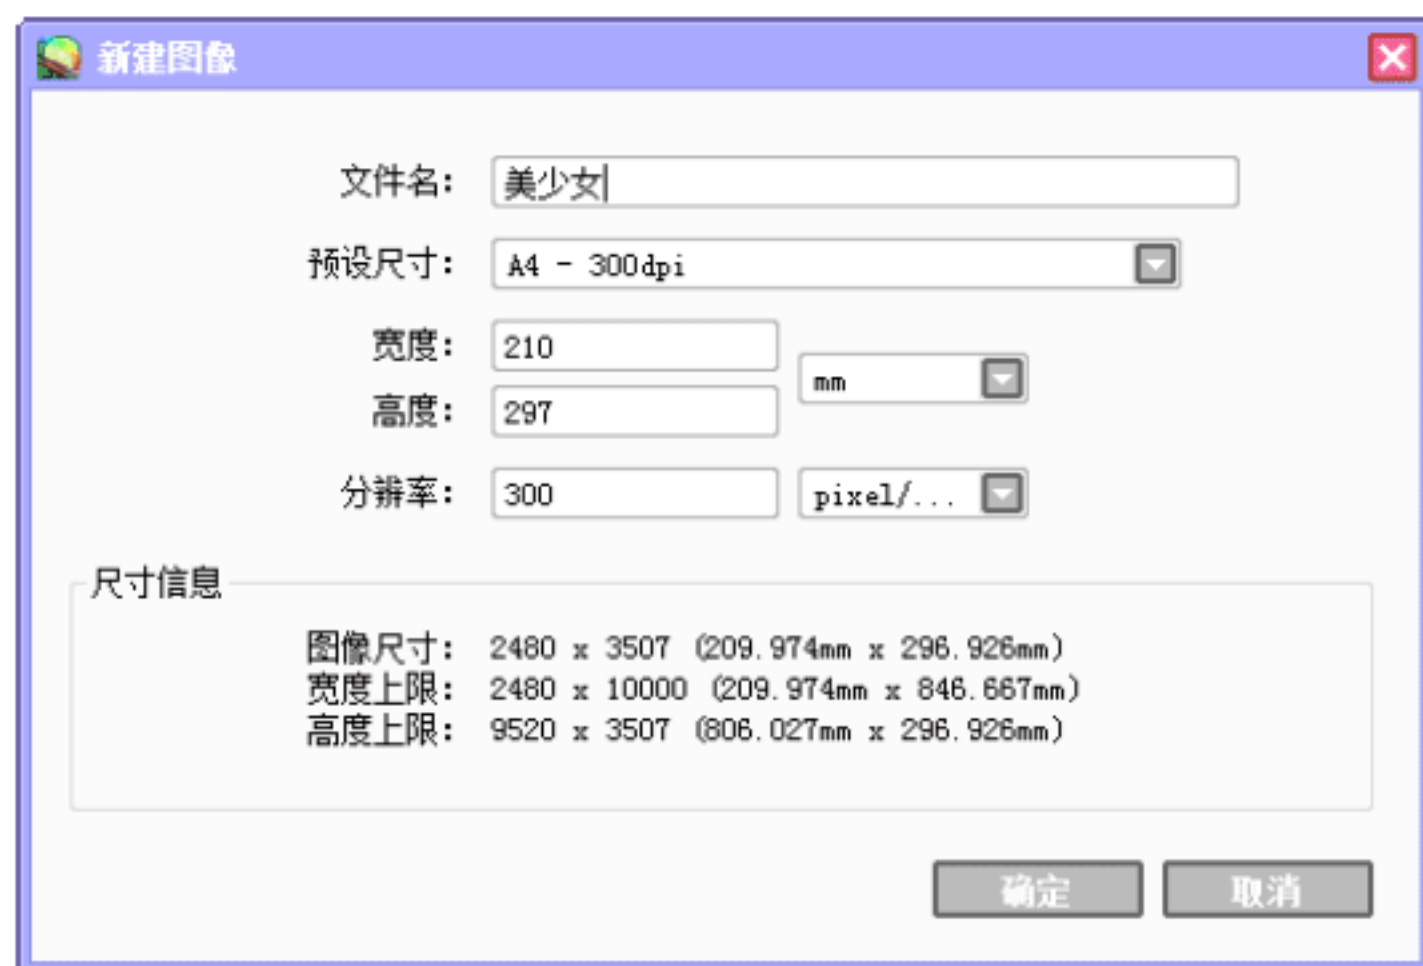 新建图像
文件名： 美少女
预设尺寸： A4 - 300dpi
宽度： 210
mm
高度： 297
分辨率： 300 pixel/...
尺寸信息
图像尺寸： 2480 x 3507 (209.974mm x 296.926mm)
宽度上限： 2480 x 10000 (209.974mm x 846.667mm)
高度上限： 9520 x 3507 (806.027mm x 296.926mm)
确定 取消